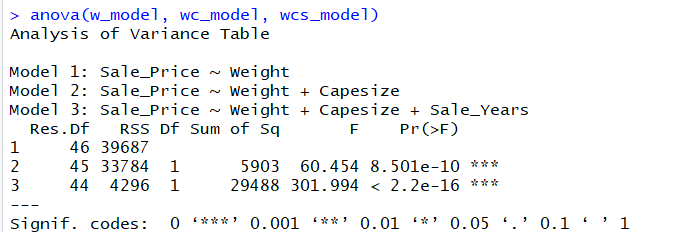 > anova(w_model, wc_model, wcs_model)
Analysis of Variance Table

Model 1: Sale_Price ~ Weight
Model 2: Sale_Price ~ Weight + Capesize
Model 3: Sale_Price ~ Weight + Capesize + Sale_Years
  Res.Df   RSS Df Sum of Sq       F    Pr(>F)
1     46 39687
2     45 33784  1      5903  60.454 8.501e-10 ***
3     44  4296  1     29488 301.994 < 2.2e-16 ***
---
Signif. codes:  0 ‘***’ 0.001 ‘**’ 0.01 ‘*’ 0.05 ‘.’ 0.1 ‘ ’ 1